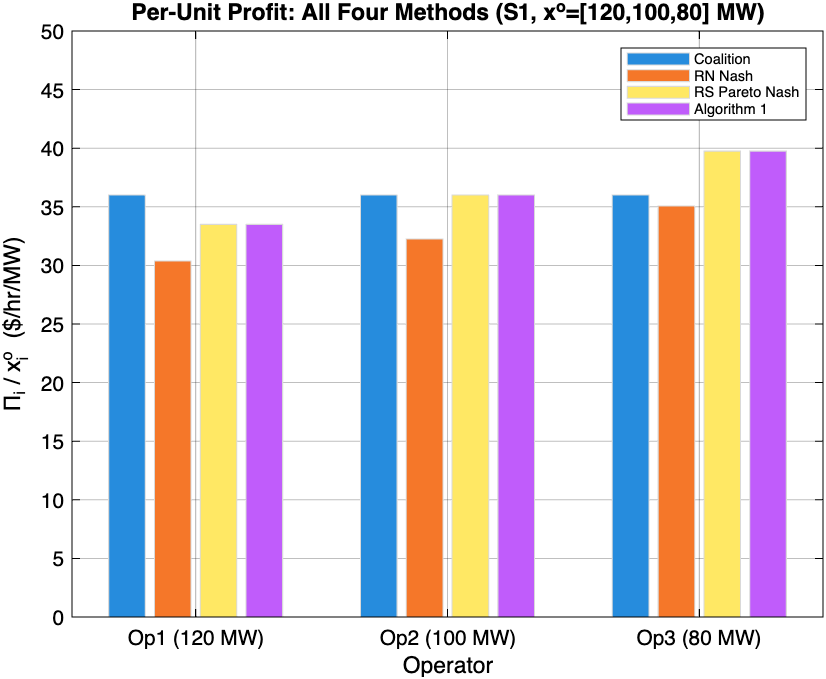 Per-Unit Profit: All Four Methods (S1, xº=[120,100,80] MW)
50
45
40
35
30
25
20
15
10
5
0
Πi / xiº ($/hr/MW)
Coalition
RN Nash
RS Pareto Nash
Algorithm 1
Op1 (120 MW)
Op2 (100 MW)
Op3 (80 MW)
Operator